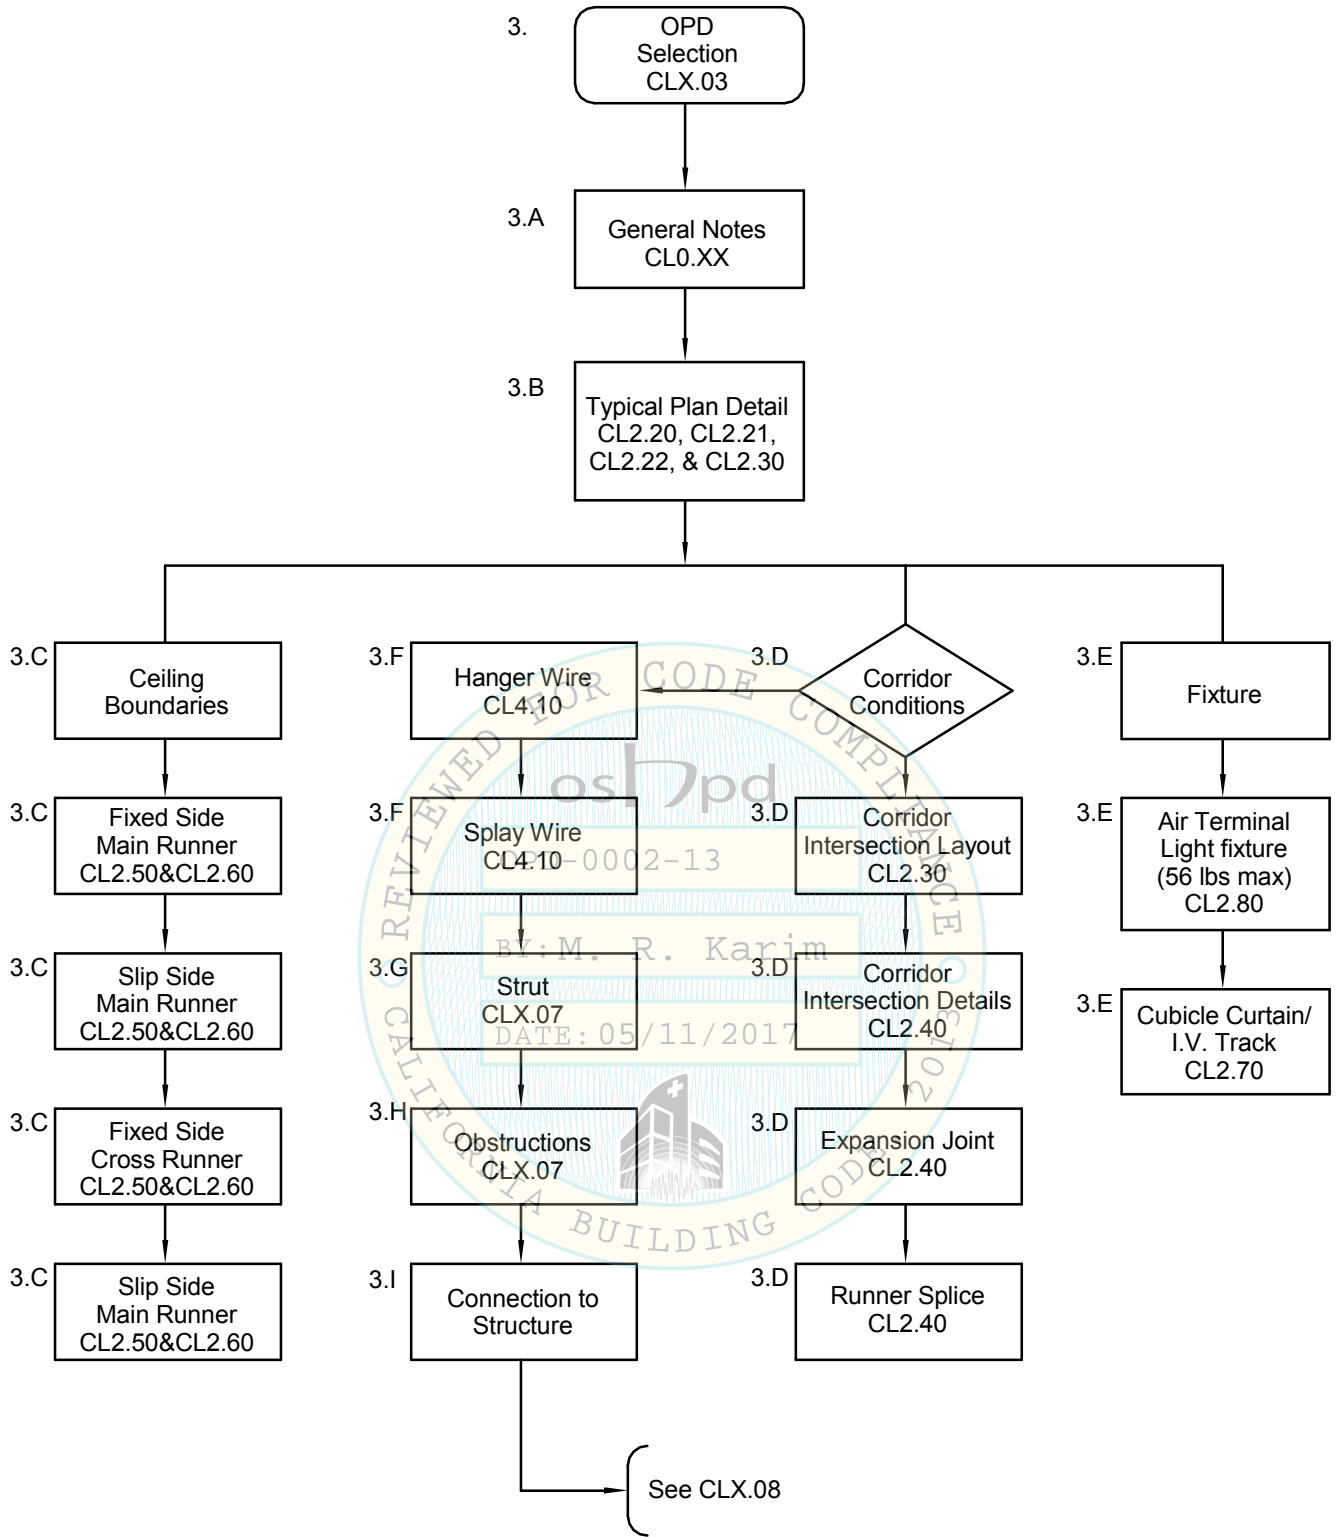 3.
OPD
Selection
CLX.03
3.A
General Notes
CL0.XX
3.B
Typical Plan Detail
CL2.20, CL2.21,
CL2.22, & CL2.30
3.C
Ceiling
Boundaries
3.C
Fixed Side
Main Runner
CL2.50&CL2.60
3.C
Slip Side
Main Runner
CL2.50&CL2.60
3.C
Fixed Side
Cross Runner
CL2.50&CL2.60
3.C
Slip Side
Main Runner
CL2.50&CL2.60
3.F
Hanger Wire
CL4.10
3.F
Splay Wire
CL4.10
3.G
Strut
CLX.07
3.H
Obstructions
CLX.07
3.I
Connection to
Structure
See CLX.08
3.D
Corridor
Conditions
3.D
Corridor
Intersection Layout
CL2.30
3.D
Corridor
Intersection Details
CL2.40
3.D
Expansion Joint
CL2.40
3.D
Runner Splice
CL2.40
3.E
Fixture
3.E
Air Terminal
Light fixture
(56 lbs max)
CL2.80
3.E
Cubicle Curtain/
I.V. Track
CL2.70
REVIEWED FOR CODE COMPLIANCE
oshpd
OPD-0002-13
BY: M. R. Karim
DATE: 05/11/2017
CALIFORNIA BUILDING CODE 2013